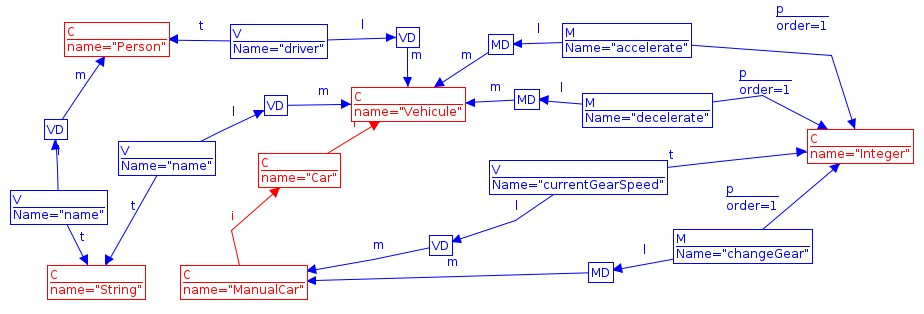 p
order=1
C
name="Person"
t
V
Name="driver"
l
VD
m
MD
m
l
M
Name="accelerate"
m
VD
l
VD
m
C
name="Vehicule"
m
MD
l
M
Name="decelerate"
p
order=1
C
name="Integer"
l
V
Name="name"
t
i
C
name="Car"
V
Name="currentGearSpeed"
t
V
Name="name"
t
i
l
p
order=1
m
VD
l
M
Name="changeGear"
C
name="String"
C
name="ManualCar"
m
MD